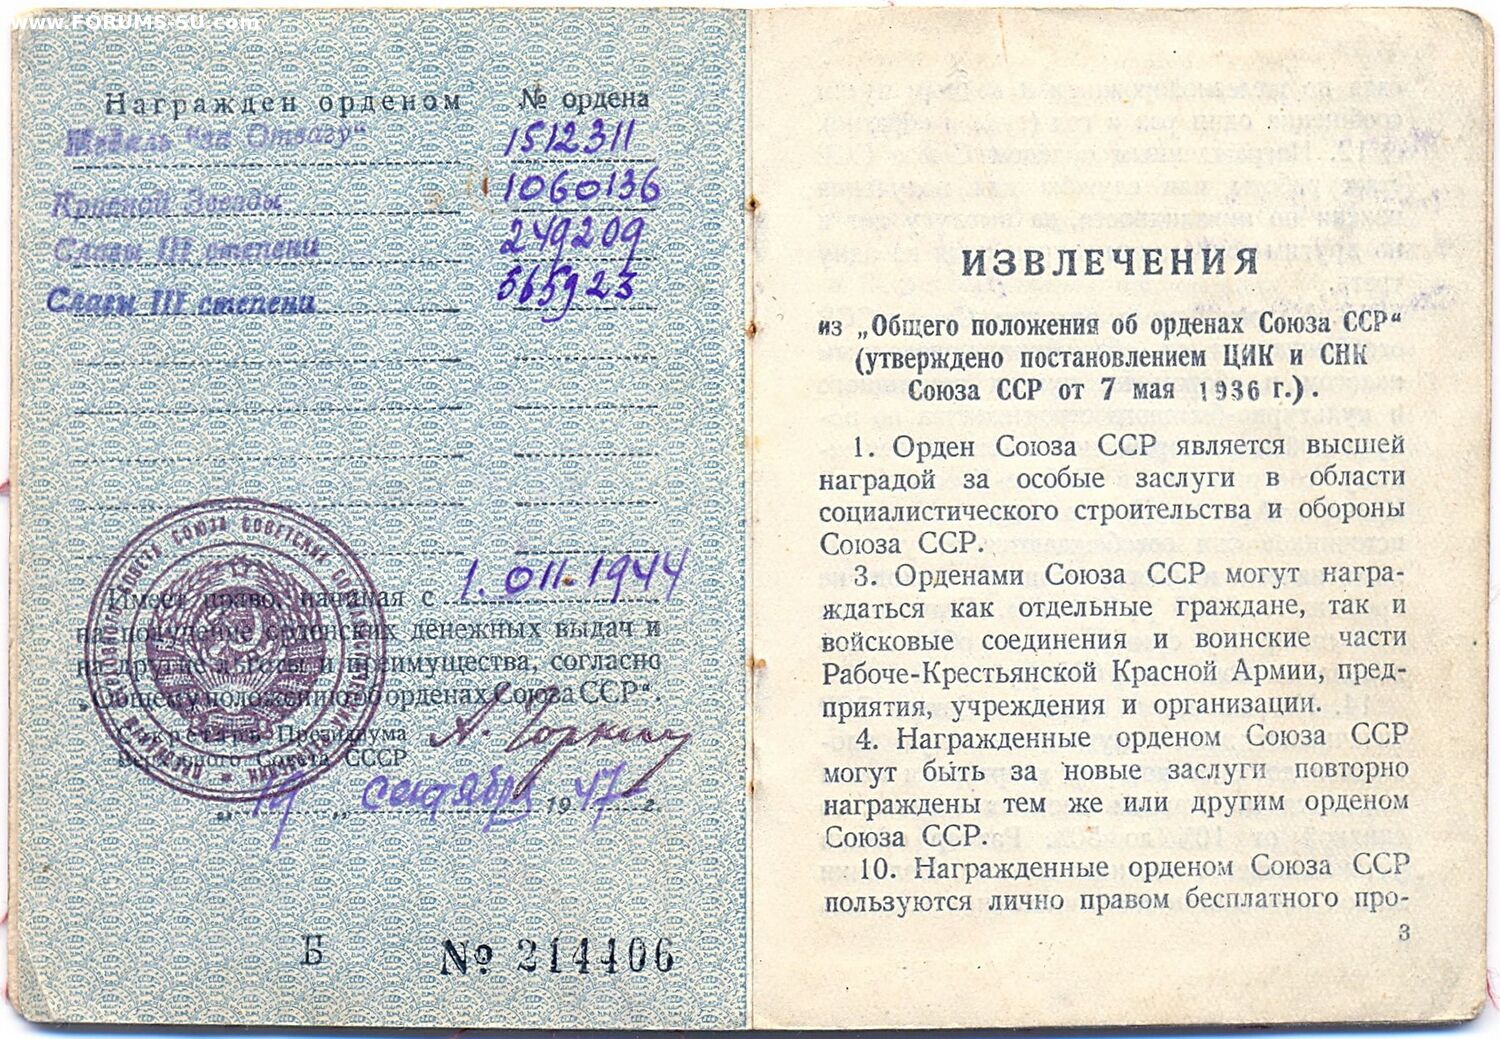 www.FORUMS-SU.com
Награжден орденом № ордена
Медаль "за Отвагу" 1512311
Красной Звезды 1060136
Славы III степени 249209
Славы III степени 565923
Имеет право, начиная с 1. 011. 1944
на получение орденских денежных выдач и
на другие льготы и преимущества, согласно
„Общему положению об орденах Союза ССР“
Секретарь Президиума
Верховного Совета СССР
А. Горкин
„19„ сентября 1947 г.
Б № 214406
ИЗВЛЕЧЕНИЯ
из „Общего положения об орденах Союза ССР“
(утверждено постановлением ЦИК и СНК
Союза ССР от 7 мая 1936 г.).
1. Орден Союза ССР является высшей
наградой за особые заслуги в области
социалистического строительства и обороны
Союза ССР.
3. Орденами Союза ССР могут награ-
ждаться как отдельные граждане, так и
войсковые соединения и воинские части
Рабоче-Крестьянской Красной Армии, пред-
приятия, учреждения и организации.
4. Награжденные орденом Союза ССР
могут быть за новые заслуги повторно
награждены тем же или другим орденом
Союза ССР.
10. Награжденные орденом Союза ССР
пользуются лично правом бесплатного про-
3